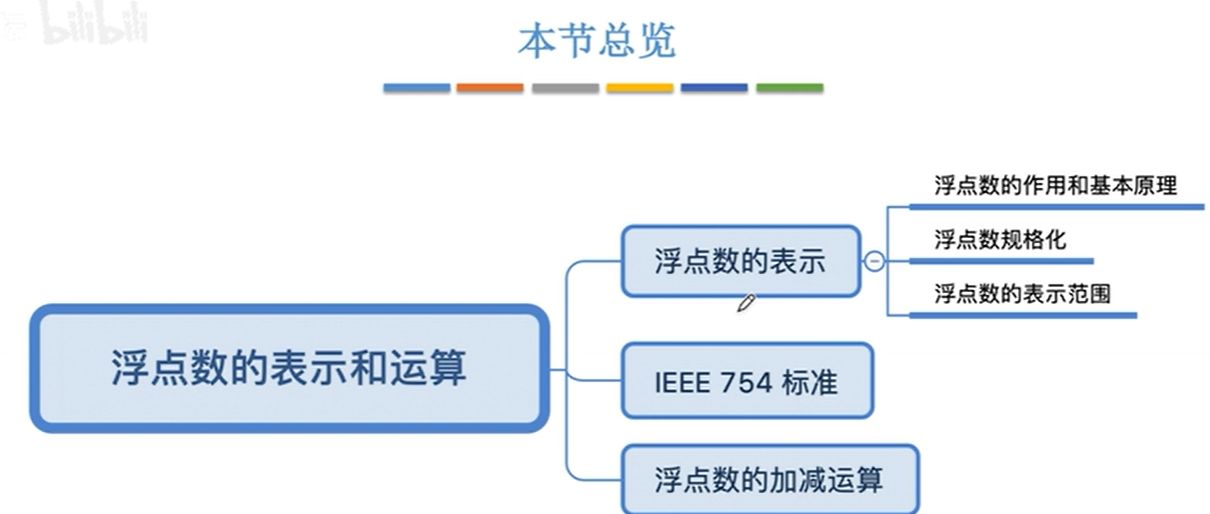 bilibili
本节总览
浮点数的作用和基本原理
浮点数的表示
浮点数规格化
浮点数的表示范围
浮点数的表示和运算
IEEE 754 标准
浮点数的加减运算